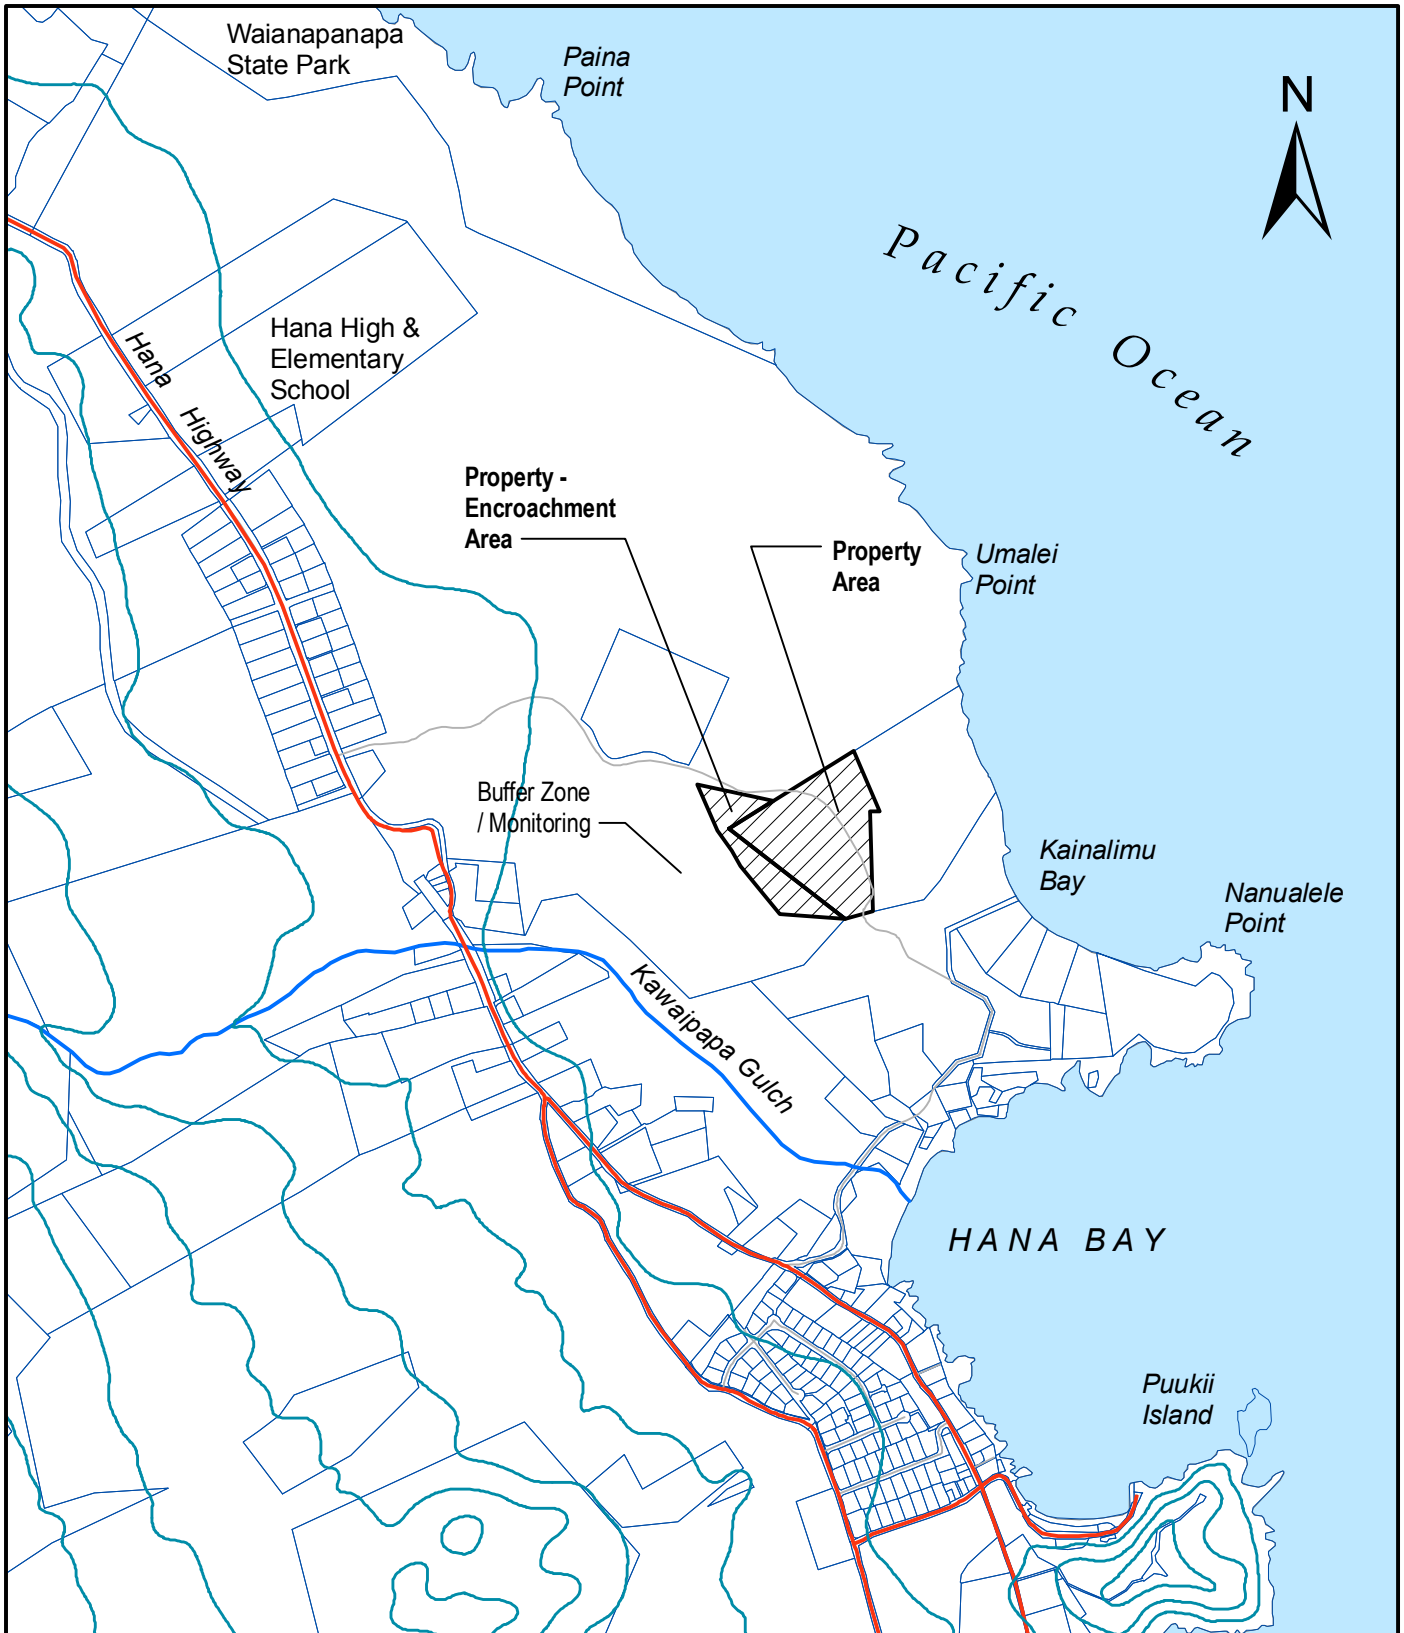 Waianapanapa
State Park
Paina
Point
N
Pacific Ocean
Hana High &
Elementary
School
Hana Highway
Property -
Encroachment
Area
Property
Area
Umalei
Point
Buffer Zone
/ Monitoring
Kainalimu
Bay
Nanualele
Point
Kawaipapa Gulch
HANA BAY
Puukii
Island